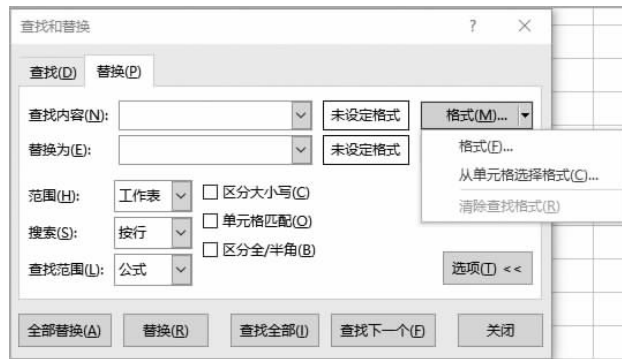 查找和替换 ? ×
查找(D) 替换(P)
查找内容(N): 未设定格式 格式(M)...
替换为(E): 未设定格式 格式(F)...
从单元格选择格式(C)...
范围(H): 工作表 区分大小写(C) 清除查找格式(R)
搜索(S): 按行 单元格匹配(O)
区分全/半角(B)
查找范围(L): 公式 选项(T) <<
全部替换(A) 替换(R) 查找全部(I) 查找下一个(F) 关闭